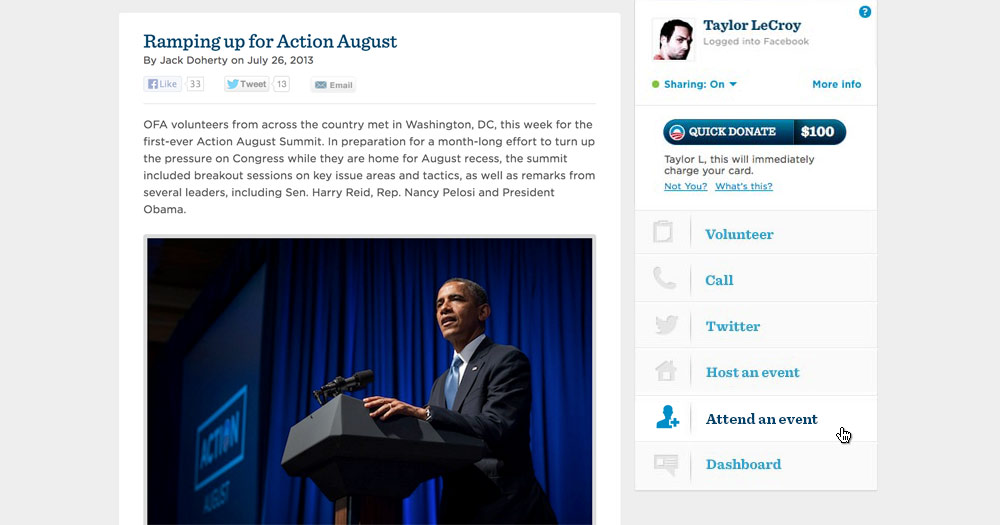 Ramping up for Action August
By Jack Doherty on July 26, 2013
Like 33 Tweet 13 Email
OFA volunteers from across the country met in Washington, DC, this week for the
first-ever Action August Summit. In preparation for a month-long effort to turn up
the pressure on Congress while they are home for August recess, the summit
included breakout sessions on key issue areas and tactics, as well as remarks from
several leaders, including Sen. Harry Reid, Rep. Nancy Pelosi and President
Obama.
ACTION
AUGUST
?
Taylor LeCroy
Logged into Facebook
Sharing: On More info
QUICK DONATE $100
Taylor L, this will immediately
charge your card.
Not You? What's this?
Volunteer
Call
Twitter
Host an event
Attend an event
Dashboard